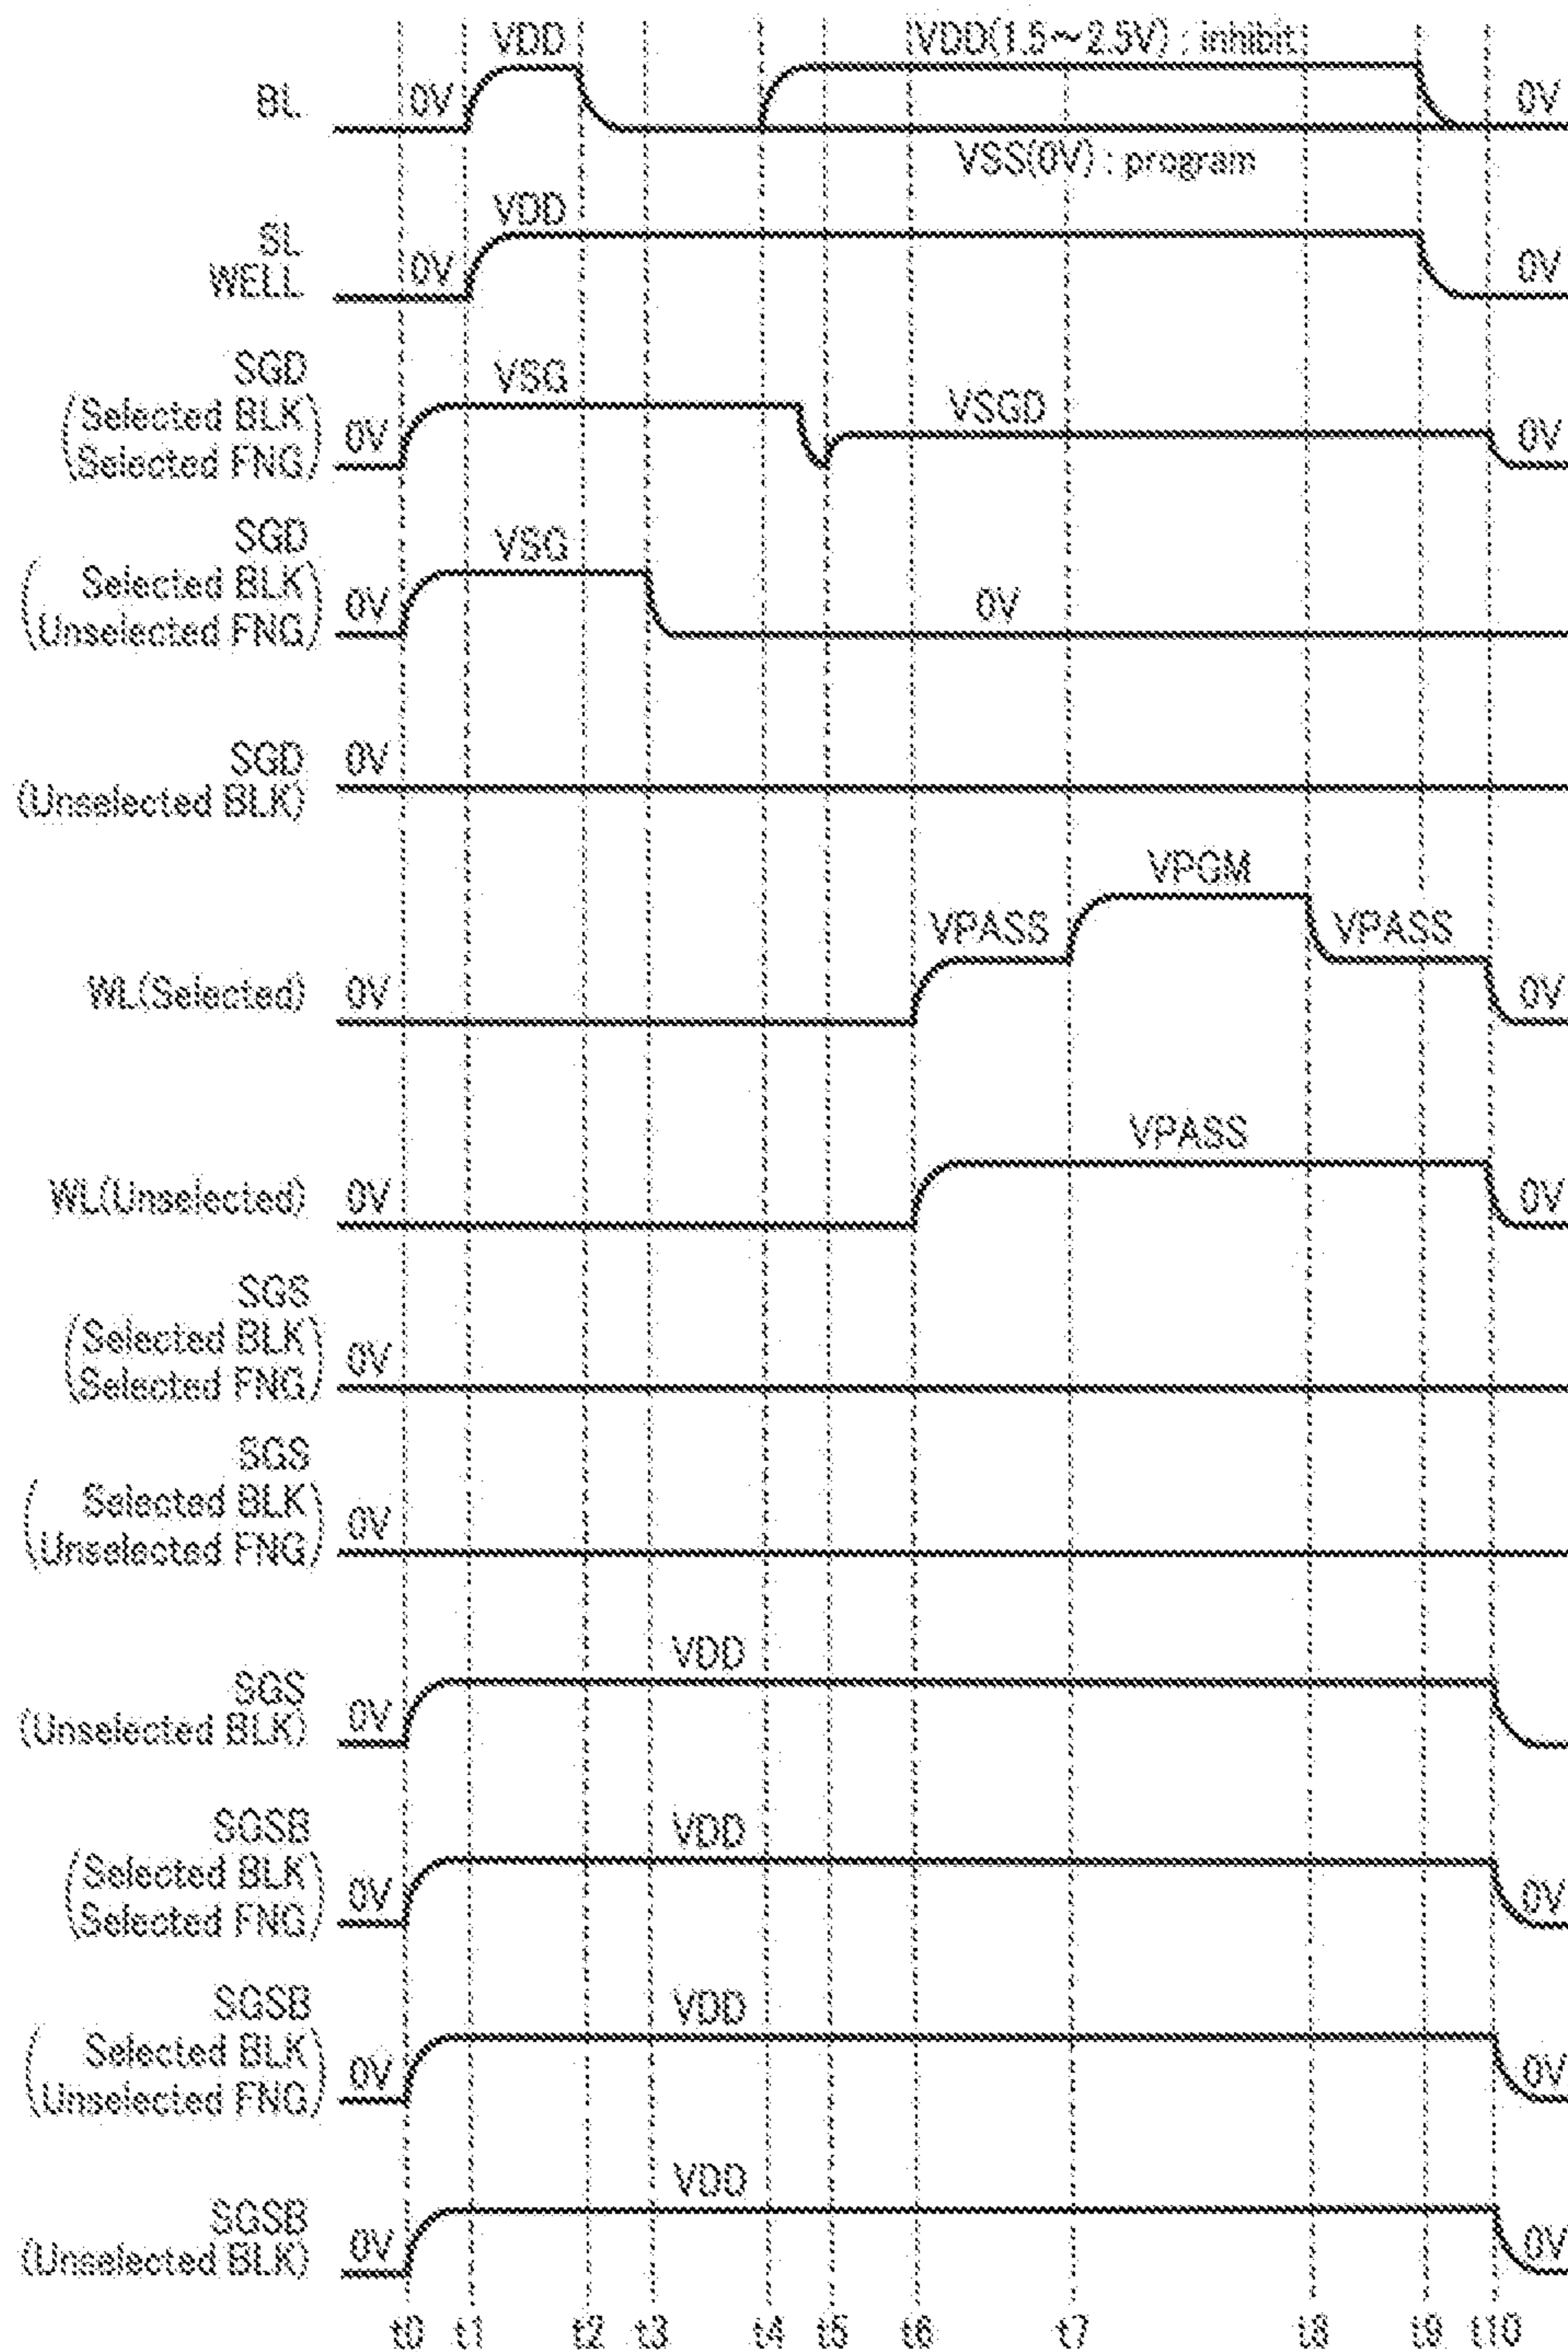 VDD
VDD(1.5～2.5V) : inhibit
BL
0V
0V
VSS(0V) : program
VDD
SL
WELL
0V
0V
SGD
(Selected BLK
Selected FNG)
0V
VSG
VSGD
0V
SGD
(Selected BLK
Unselected FNG)
0V
VSG
0V
SGD
(Unselected BLK)
0V
VPGM
VPASS
VPASS
WL(Selected)
0V
0V
VPASS
WL(Unselected)
0V
0V
SGS
(Selected BLK
Selected FNG)
0V
SGS
(Selected BLK
Unselected FNG)
0V
VDD
SGS
(Unselected BLK)
0V
SGSB
(Selected BLK
Selected FNG)
0V
VDD
0V
SGSB
(Selected BLK
Unselected FNG)
0V
VDD
0V
VDD
SGSB
(Unselected BLK)
0V
0V
t0 t1 t2 t3 t4 t5 t6 t7 t8 t9 t10